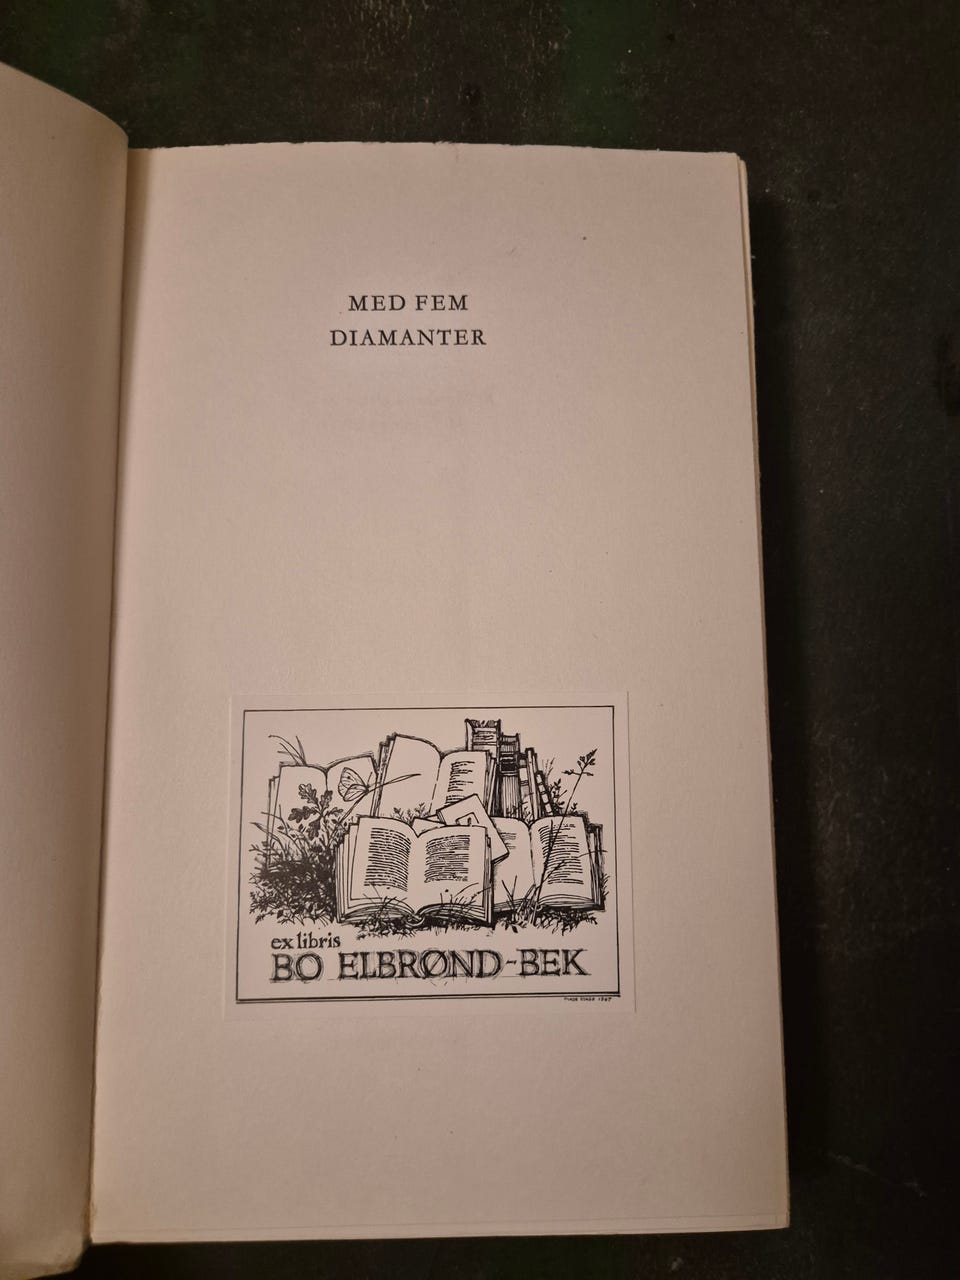 MED FEM
DIAMANTER
ex libris
BO ELBRØND-BEK